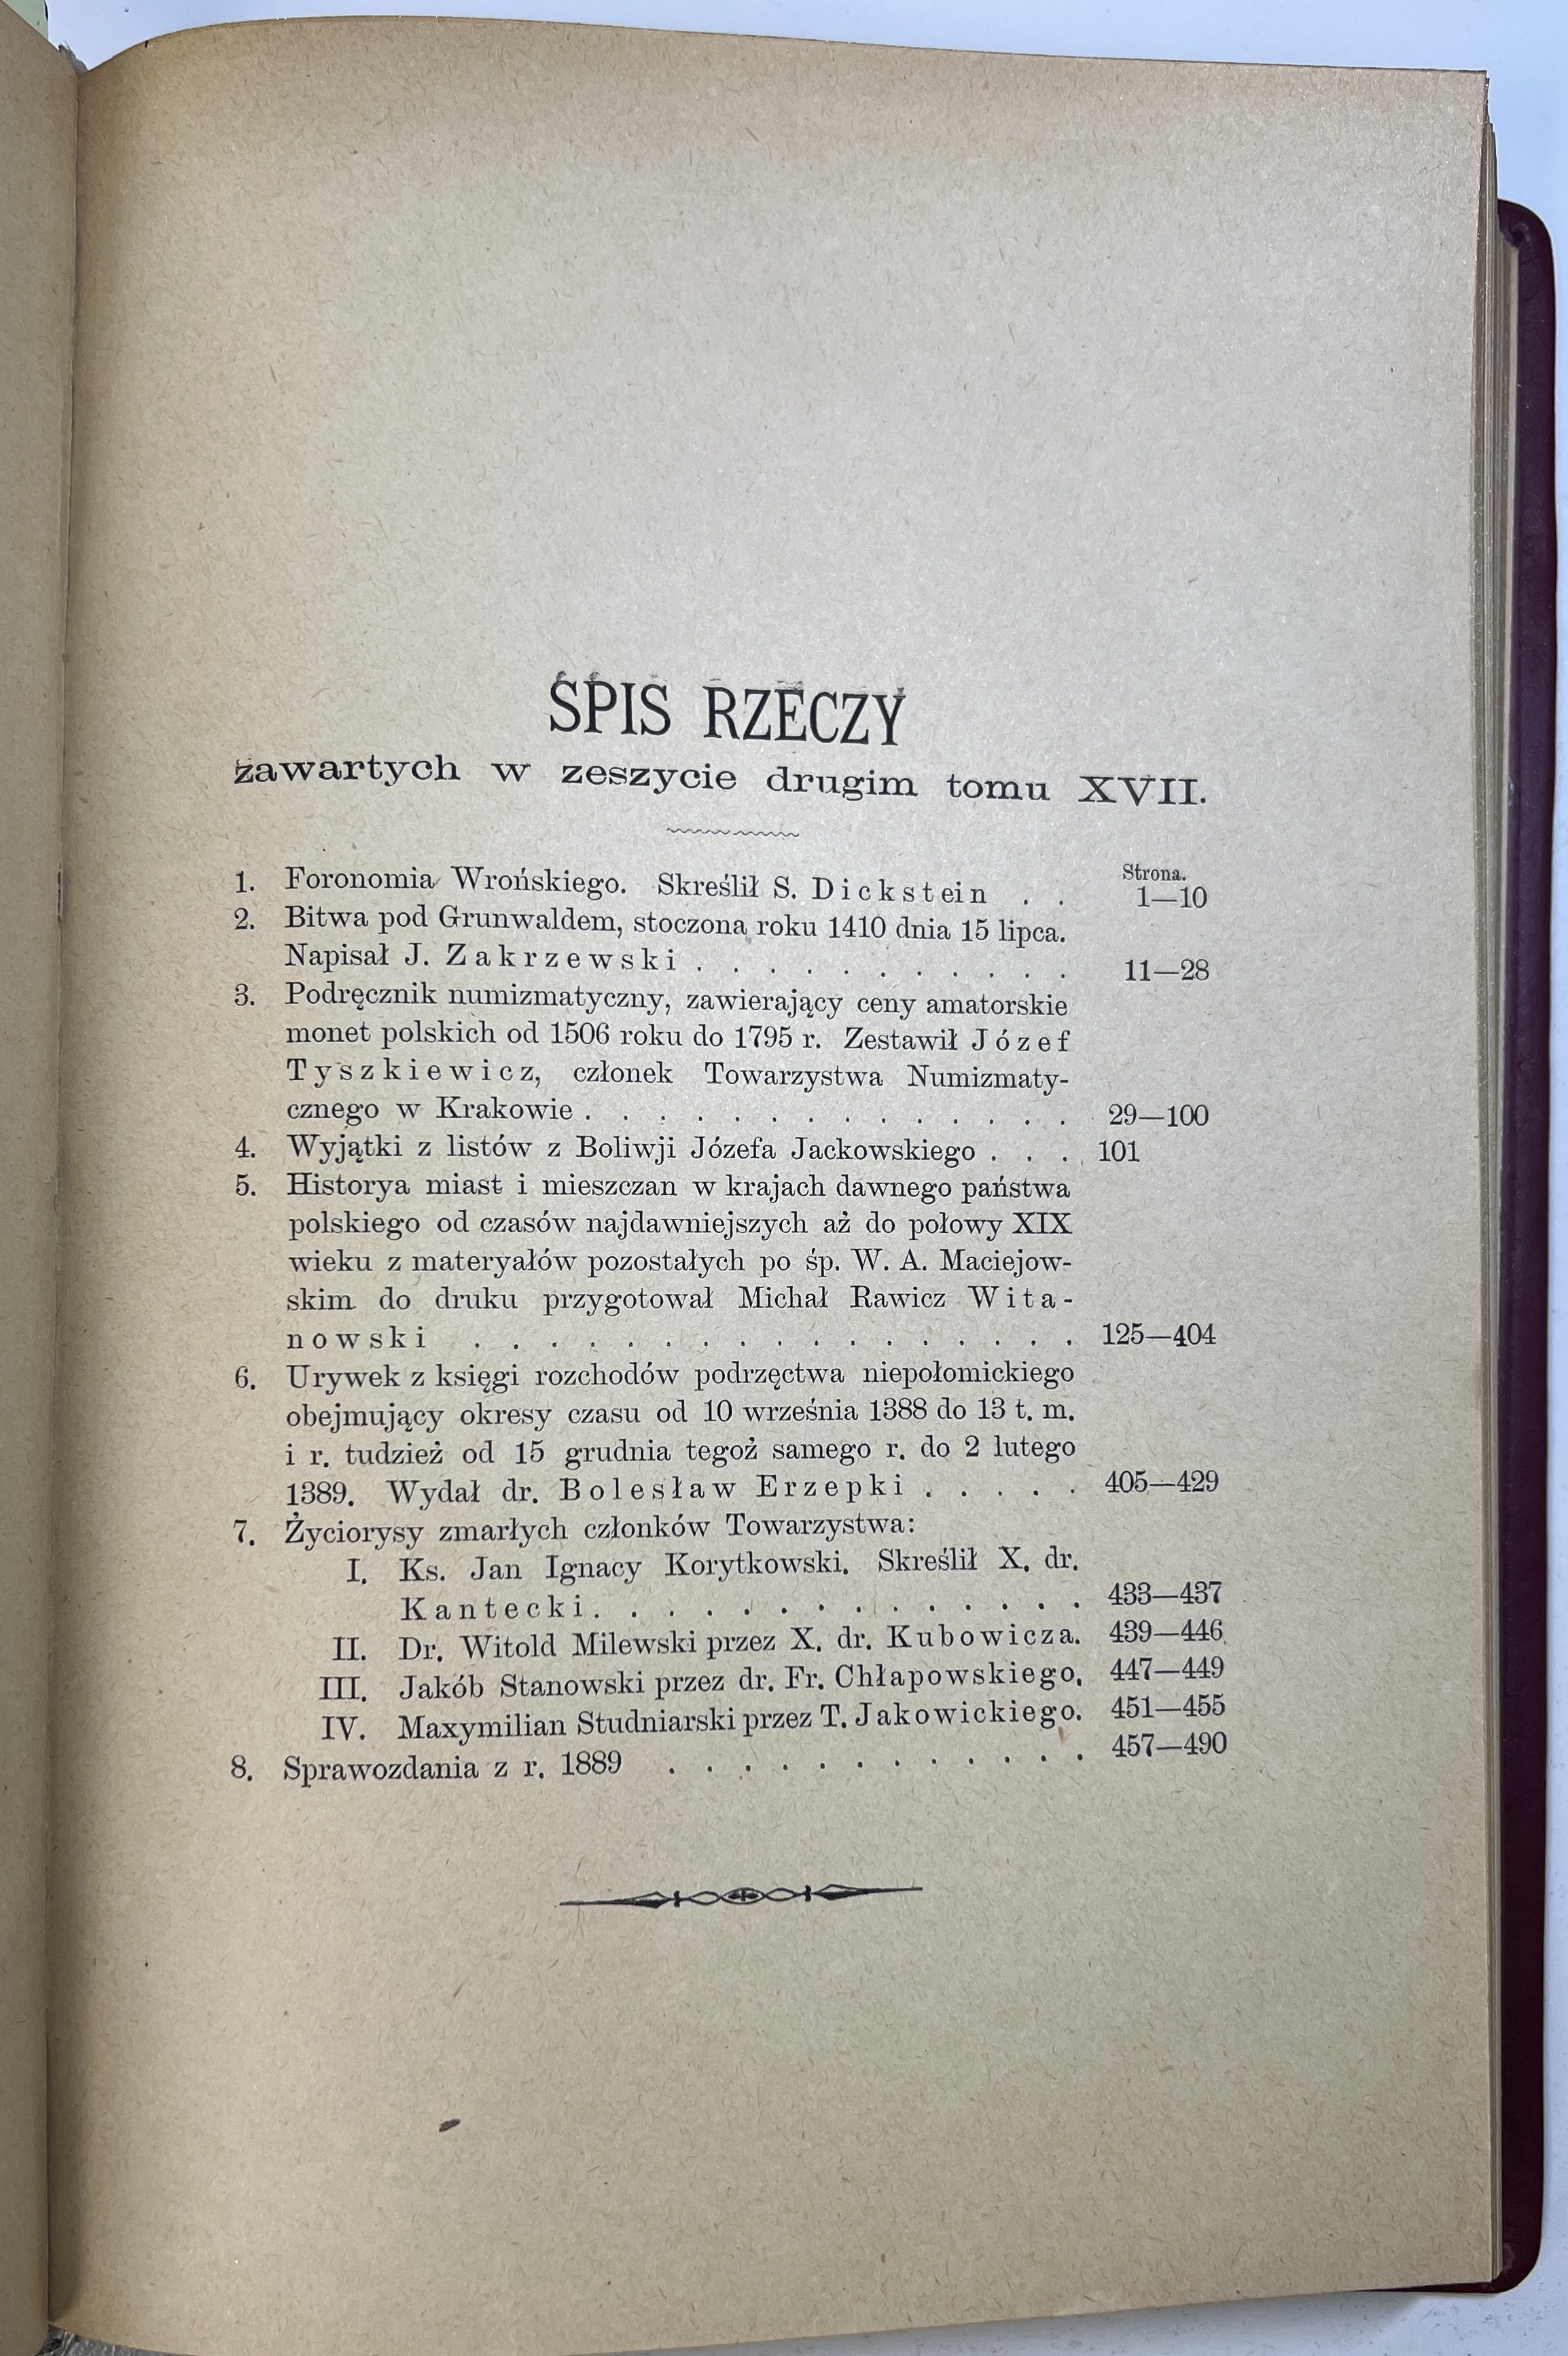 SPIS RZECZY
zawartych w zeszycie drugim tomu XVII.
Strona.
1. Foronomia Wrońskiego. Skreślił S. Dickstein . . 1—10
2. Bitwa pod Grunwaldem, stoczona roku 1410 dnia 15 lipca.
Napisał J. Zakrzewski . . . . . . . . . . . 11—28
3. Podręcznik numizmatyczny, zawierający ceny amatorskie
monet polskich od 1506 roku do 1795 r. Zestawił Józef
Tyszkiewicz, członek Towarzystwa Numizmaty-
cznego w Krakowie . . . . . . . . . . . . . 29—100
4. Wyjątki z listów z Boliwji Józefa Jackowskiego . . . 101
5. Historya miast i mieszczan w krajach dawnego państwa
polskiego od czasów najdawniejszych aż do połowy XIX
wieku z materyałów pozostałych po śp. W. A. Maciejow-
skim do druku przygotował Michał Rawicz Wita-
nowski . . . . . . . . . . . . . . . . . 125—404
6. Urywek z księgi rozchodów podrzęctwa niepołomickiego
obejmujący okresy czasu od 10 września 1388 do 13 t. m.
i r. tudzież od 15 grudnia tegoż samego r. do 2 lutego
1389. Wydał dr. Bolesław Erzepki . . . . . 405—429
7. Życiorysy zmarłych członków Towarzystwa:
I. Ks. Jan Ignacy Korytkowski. Skreślił X. dr.
Kantecki . . . . . . . . . . . . . . 433—437
II. Dr. Witold Milewski przez X. dr. Kubowicza. 439—446
III. Jakób Stanowski przez dr. Fr. Chłapowskiego. 447—449
IV. Maxymilian Studniarski przez T. Jakowickiego. 451—455
8. Sprawozdania z r. 1889 . . . . . . . . . . . . 457—490